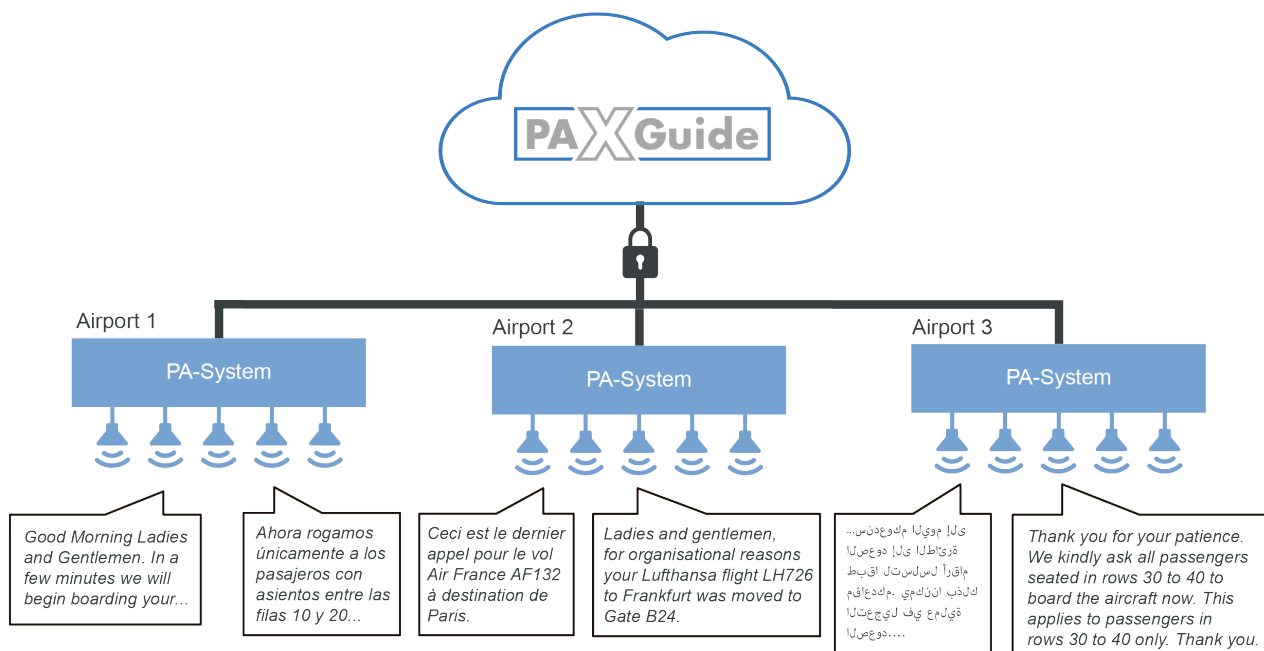 PAXGuide
Airport 1
Airport 2
Airport 3
PA-System
PA-System
PA-System
Good Morning Ladies
and Gentlemen. In a
few minutes we will
begin boarding your...
Ahora rogamos
únicamente a los
pasajeros con
asientos entre las
filas 10 y 20...
Ceci est le dernier
appel pour le vol
Air France AF132
à destination de
Paris.
Ladies and gentlemen,
for organisational reasons
your Lufthansa flight LH726
to Frankfurt was moved to
Gate B24.
...سندعوكم اليوم إلى
الصعود إلى الطائرة
طبقا لتسلسل أرقام
مقاعدكم. يمكننا بذلك
التعجيل في عملية
الصعود....
Thank you for your patience.
We kindly ask all passengers
seated in rows 30 to 40 to
board the aircraft now. This
applies to passengers in
rows 30 to 40 only. Thank you.